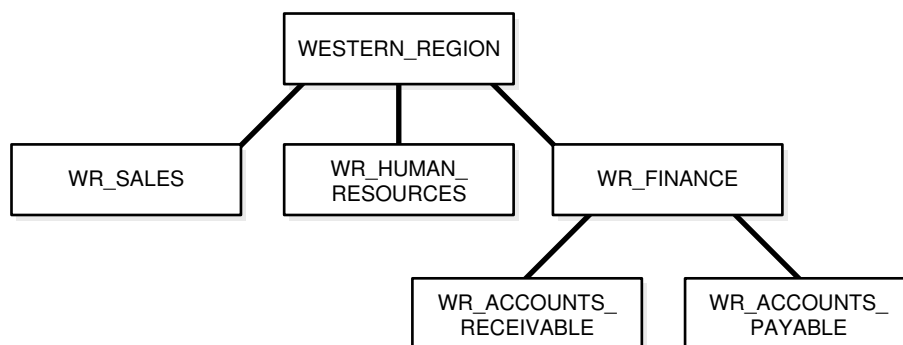 WESTERN_REGION
WR_SALES
WR_HUMAN_
RESOURCES
WR_FINANCE
WR_ACCOUNTS_
RECEIVABLE
WR_ACCOUNTS_
PAYABLE